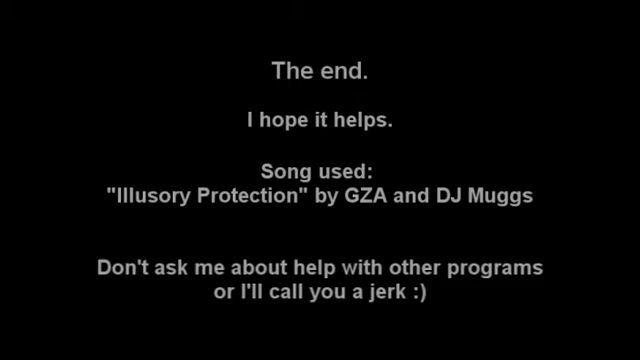 The end.
I hope it helps.
Song used:
"Illusory Protection" by GZA and DJ Muggs
Don't ask me about help with other programs
or I'll call you a jerk :)